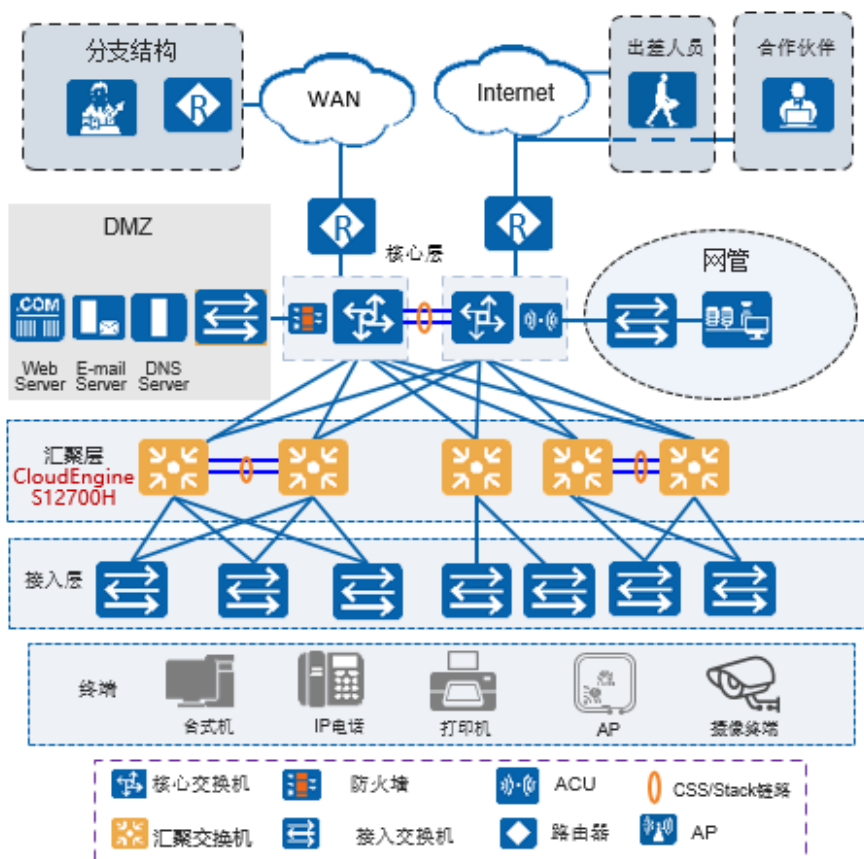 分支结构
WAN
Internet
出差人员
合作伙伴
R
R
R
DMZ
核心层
网管
.COM
Web
Server
E-mail
Server
DNS
Server
汇聚层
CloudEngine
S12700H
接入层
终端
台式机
IP电话
打印机
AP
摄像终端
核心交换机
防火墙
ACU
CSS/Stack链路
汇聚交换机
接入交换机
路由器
AP